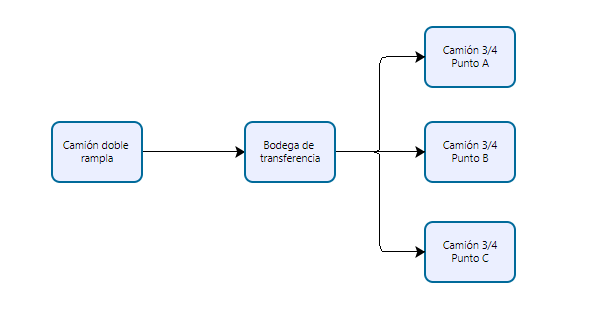 Camión 3/4
Punto A
Camión doble
rampla
Bodega de
transferencia
Camión 3/4
Punto B
Camión 3/4
Punto C